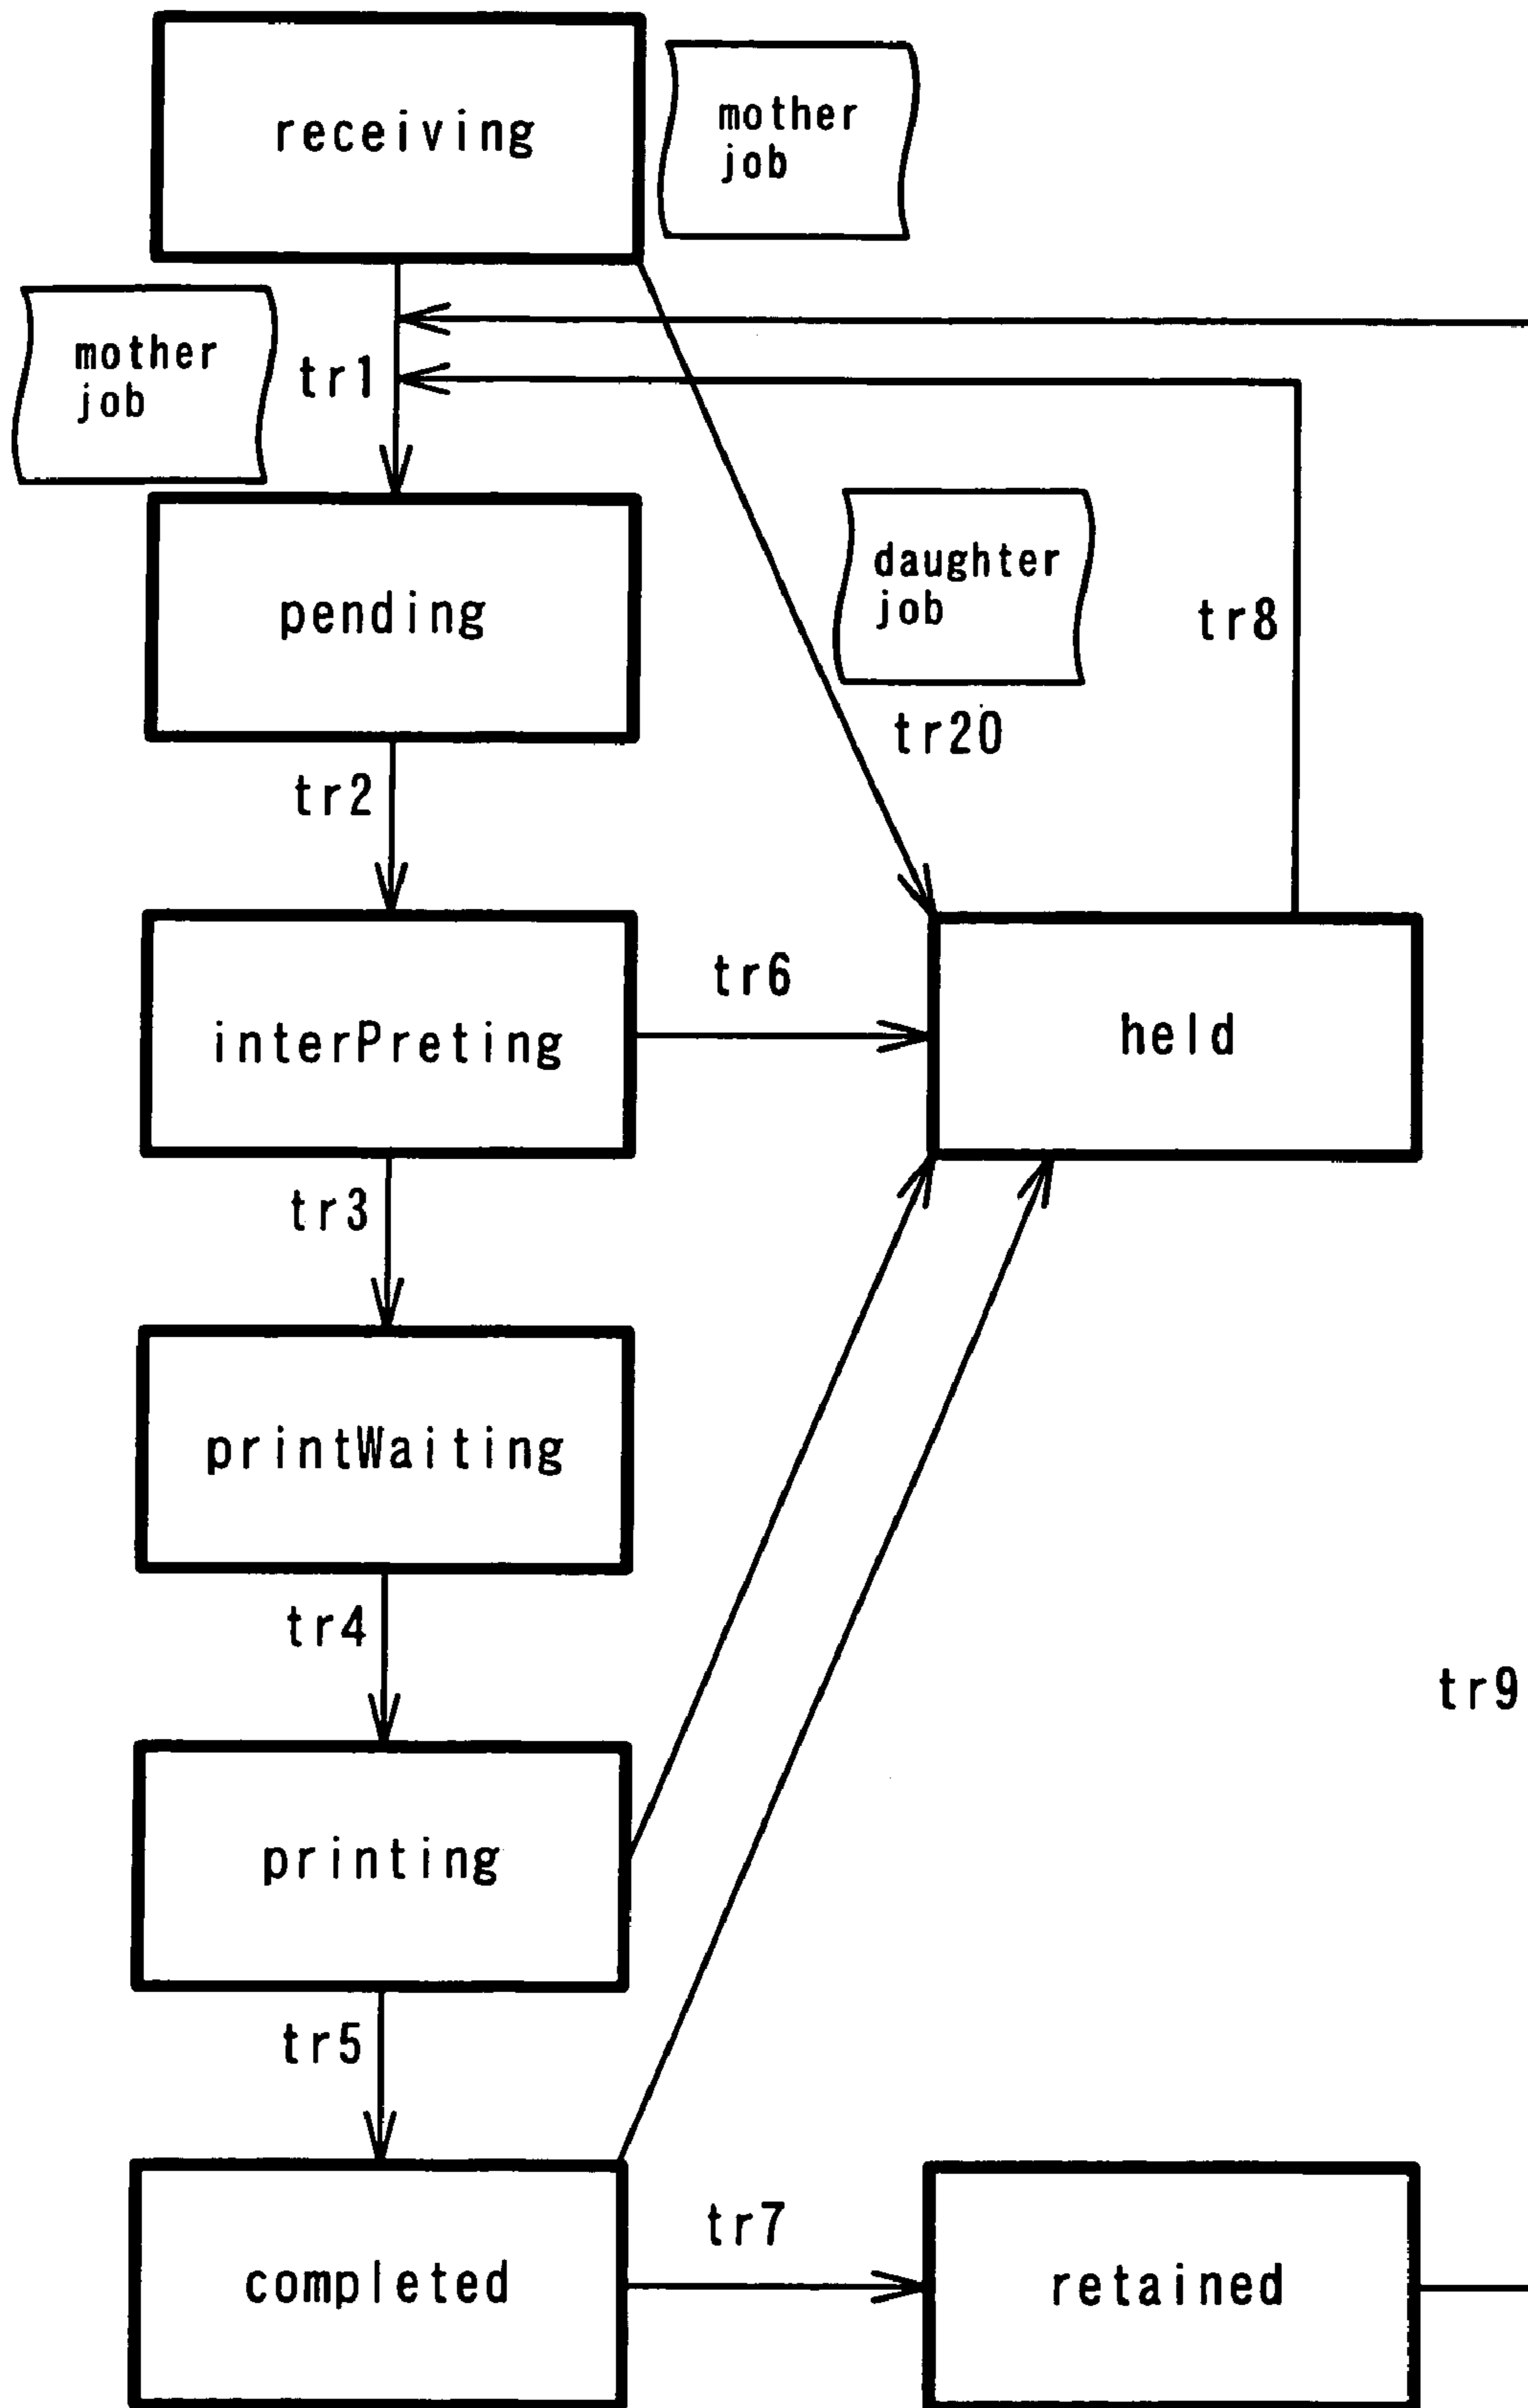 receiving
mother
job
mother
job
tr1
pending
daughter
job
tr8
tr20
tr2
interPreting
tr6
held
tr3
printWaiting
tr4
tr9
printing
tr5
completed
tr7
retained